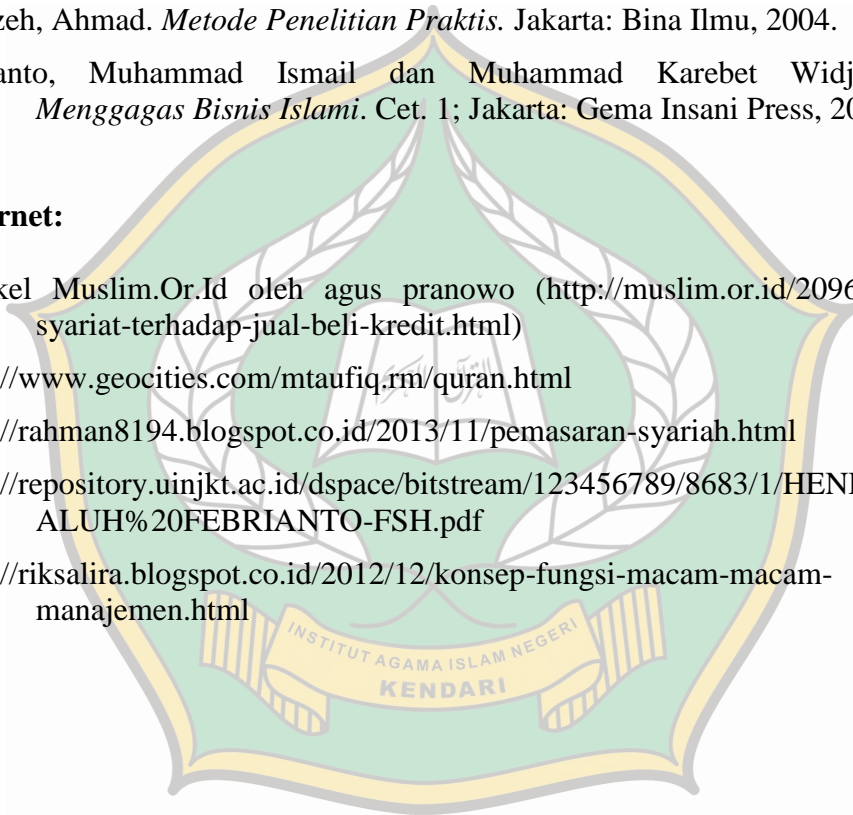 zeh, Ahmad. Metode Penelitian Praktis. Jakarta: Bina Ilmu, 2004.
anto, Muhammad Ismail dan Muhammad Karebet Widj
Menggagas Bisnis Islami. Cet. 1; Jakarta: Gema Insani Press, 20
rnet:
kel Muslim.Or.Id oleh agus pranowo (http://muslim.or.id/2096
syariat-terhadap-jual-beli-kredit.html)
//www.geocities.com/mtaufiq.rm/quran.html
//rahman8194.blogspot.co.id/2013/11/pemasaran-syariah.html
//repository.uinjkt.ac.id/dspace/bitstream/123456789/8683/1/HEN
ALUH%20FEBRIANTO-FSH.pdf
//riksalira.blogspot.co.id/2012/12/konsep-fungsi-macam-macam-
manajemen.html
INSTITUT AGAMA ISLAM NEGERI
KENDARI